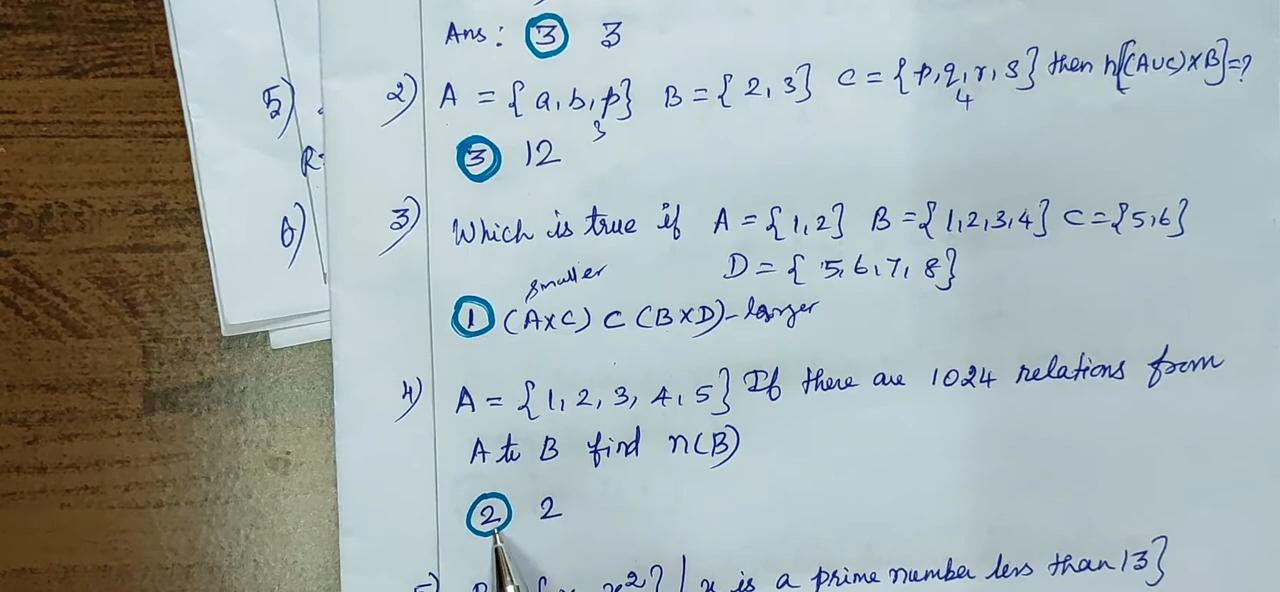 Ans: 3 3
5)
2) A = {a, b, p} B = {2, 3} C = {p, q, r, s} then n[(A∪C)×B]=?
3 4
R=
3 12
6)
3) Which is true if A = {1, 2} B = {1, 2, 3, 4} C = {5, 6}
D = {5, 6, 7, 8}
smaller
1 (A×C) ⊂ (B×D) - larger
4) A = {1, 2, 3, 4, 5} If there are 1024 relations from
A to B find n(B)
2 2
x²) | x is a prime number less than 13}